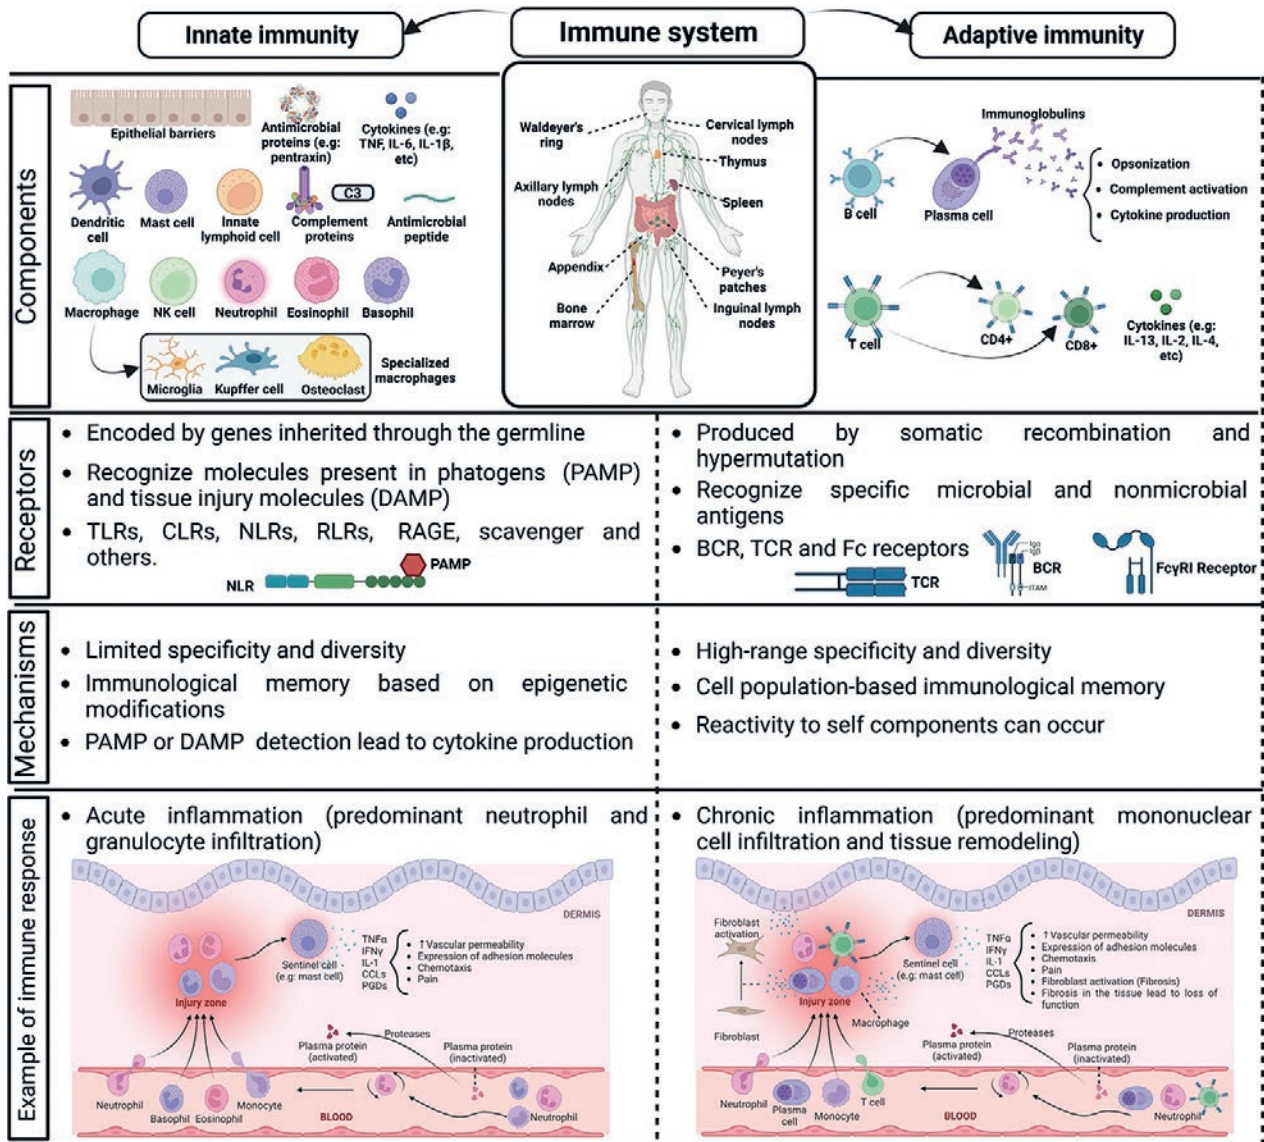 Innate immunity
Immune system
Adaptive immunity
Components
Epithelial barriers
Antimicrobial
proteins (e.g:
pentraxin)
Cytokines (e.g:
TNF, IL-6, IL-1β,
etc)
Dendritic
cell
Mast cell
Innate
lymphoid cell
C3
Complement
proteins
Antimicrobial
peptide
Macrophage
NK cell
Neutrophil
Eosinophil
Basophil
Microglia
Kupffer cell
Osteoclast
Specialized
macrophages
Waldeyer's
ring
Cervical lymph
nodes
Thymus
Axillary lymph
nodes
Spleen
Appendix
Peyer's
patches
Bone
marrow
Inguinal lymph
nodes
Immunoglobulins
B cell
Plasma cell
• Opsonization
• Complement activation
• Cytokine production
T cell
CD4+
CD8+
Cytokines (e.g:
IL-13, IL-2, IL-4,
etc)
Receptors
• Encoded by genes inherited through the germline
• Recognize molecules present in phatogens (PAMP)
and tissue injury molecules (DAMP)
• TLRs, CLRs, NLRs, RLRs, RAGE, scavenger and
others.
NLR
PAMP
• Produced by somatic recombination and
hypermutation
• Recognize specific microbial and nonmicrobial
antigens
• BCR, TCR and Fc receptors
TCR
Igα
Igβ
BCR
ITAM
FcγRI Receptor
Mechanisms
• Limited specificity and diversity
• Immunological memory based on epigenetic
modifications
• PAMP or DAMP detection lead to cytokine production
• High-range specificity and diversity
• Cell population-based immunological memory
• Reactivity to self components can occur
Example of immune response
• Acute inflammation (predominant neutrophil and
granulocyte infiltration)
DERMIS
Injury zone
Sentinel cell
(e.g: mast cell)
TNFα
IFNγ
IL-1
CCLs
PGDs
• ↑ Vascular permeability
• Expression of adhesion molecules
• Chemotaxis
• Pain
Plasma protein
(activated)
Proteases
Plasma protein
(inactivated)
Neutrophil
Basophil
Eosinophil
Monocyte
BLOOD
Neutrophil
• Chronic inflammation (predominant mononuclear
cell infiltration and tissue remodeling)
DERMIS
Fibroblast
activation
Fibroblast
Injury zone
Macrophage
Sentinel cell
(e.g: mast cell)
TNFα
IFNγ
IL-1
CCLs
PGDs
• ↑ Vascular permeability
• Expression of adhesion molecules
• Chemotaxis
• Pain
• Fibroblast activation (Fibrosis)
• Fibrosis in the tissue lead to loss of
function
Plasma protein
(activated)
Proteases
Plasma protein
(inactivated)
Neutrophil
Plasma
cell
Monocyte
T cell
BLOOD
Neutrophil